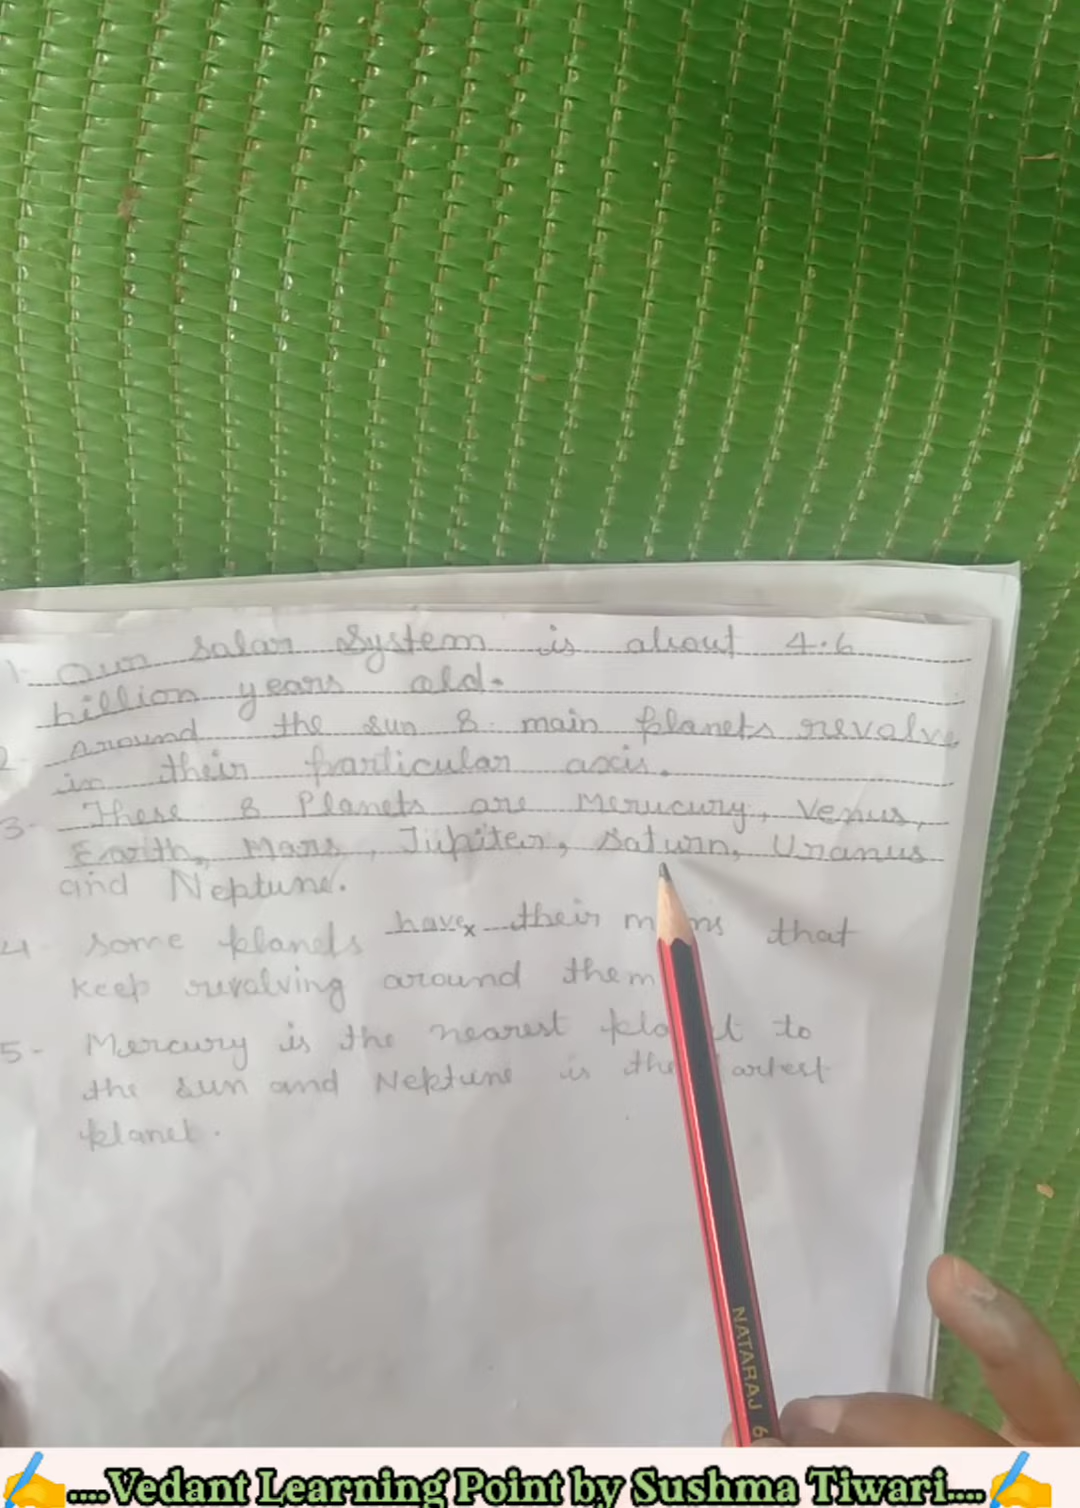 1- Our Solar System is about 4.6
billion years old.
2- Around the sun 8 main planets revolve
in their particular axis.
3- These 8 Planets are Merucury, Venus,
Earth, Mars, Jupiter, Saturn, Uranus
and Neptune.
4 Some planets have their that
keep revolving around them
5- Mercury is the nearest to
the sun and Neptune is the
planet.
NATARAJ 6
....Vedant Learning Point by Sushma Tiwari....